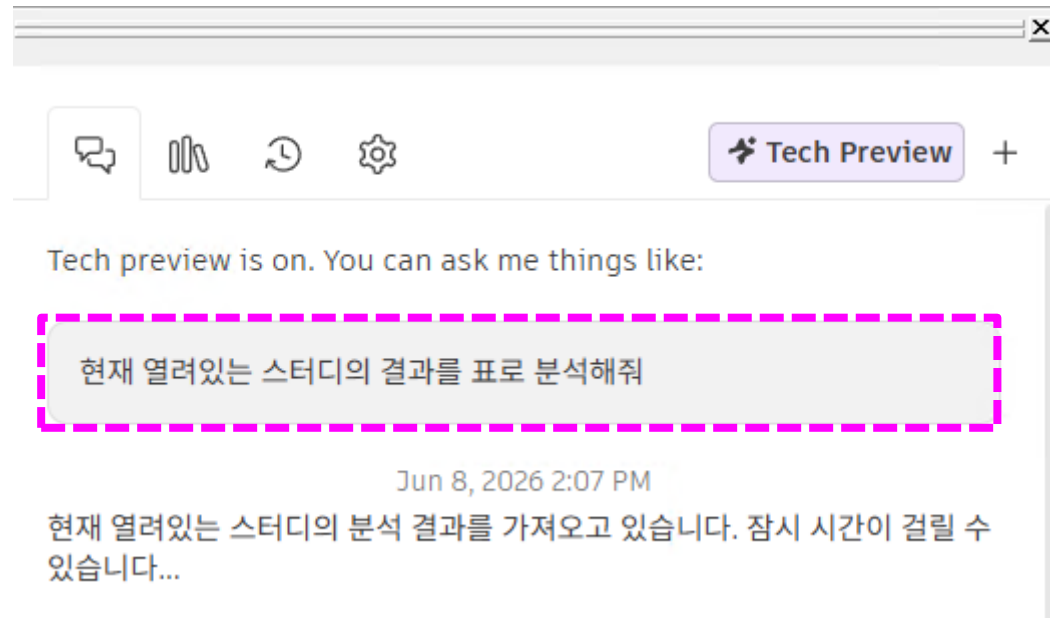 Tech Preview
Tech preview is on. You can ask me things like:
현재 열려있는 스터디의 결과를 표로 분석해줘
Jun 8, 2026 2:07 PM
현재 열려있는 스터디의 분석 결과를 가져오고 있습니다. 잠시 시간이 걸릴 수
있습니다...